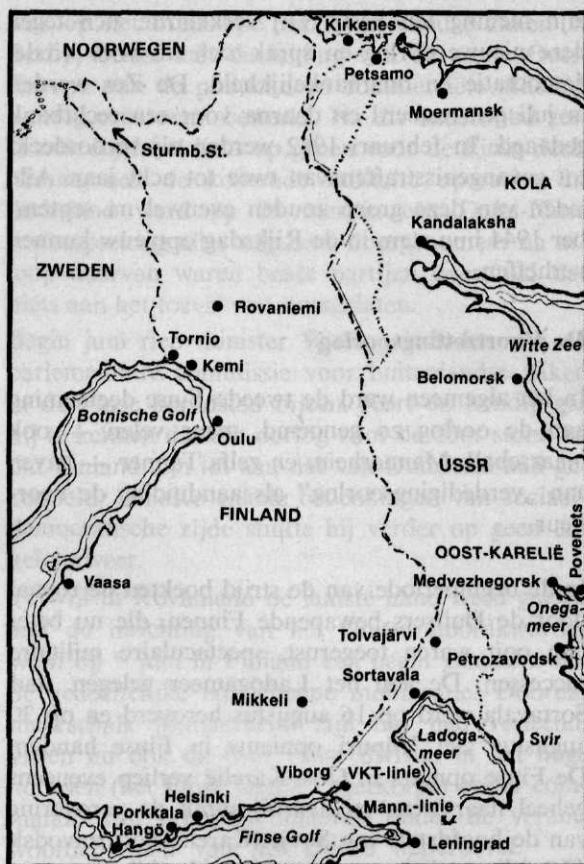 Kirkenes
NOORWEGEN
Petsamo
Moermansk
Sturmb.St.
KOLA
Kandalaksha
ZWEDEN
Rovaniemi
Tornio
Witte Zee
Kemi
Belomorsk
Botnische Golf
Oulu
USSR
FINLAND
Povenets
OOST-KARELIË
Vaasa
Medvezhegorsk
Onega-
meer
Tolvajärvi
Petrozavodsk
Sortavala
Mikkeli
Ladoga-
meer
Svir
Viborg
VKT-linie
Helsinki
Mann.-linie
Porkkala
Hangö
Finse Golf
Leningrad